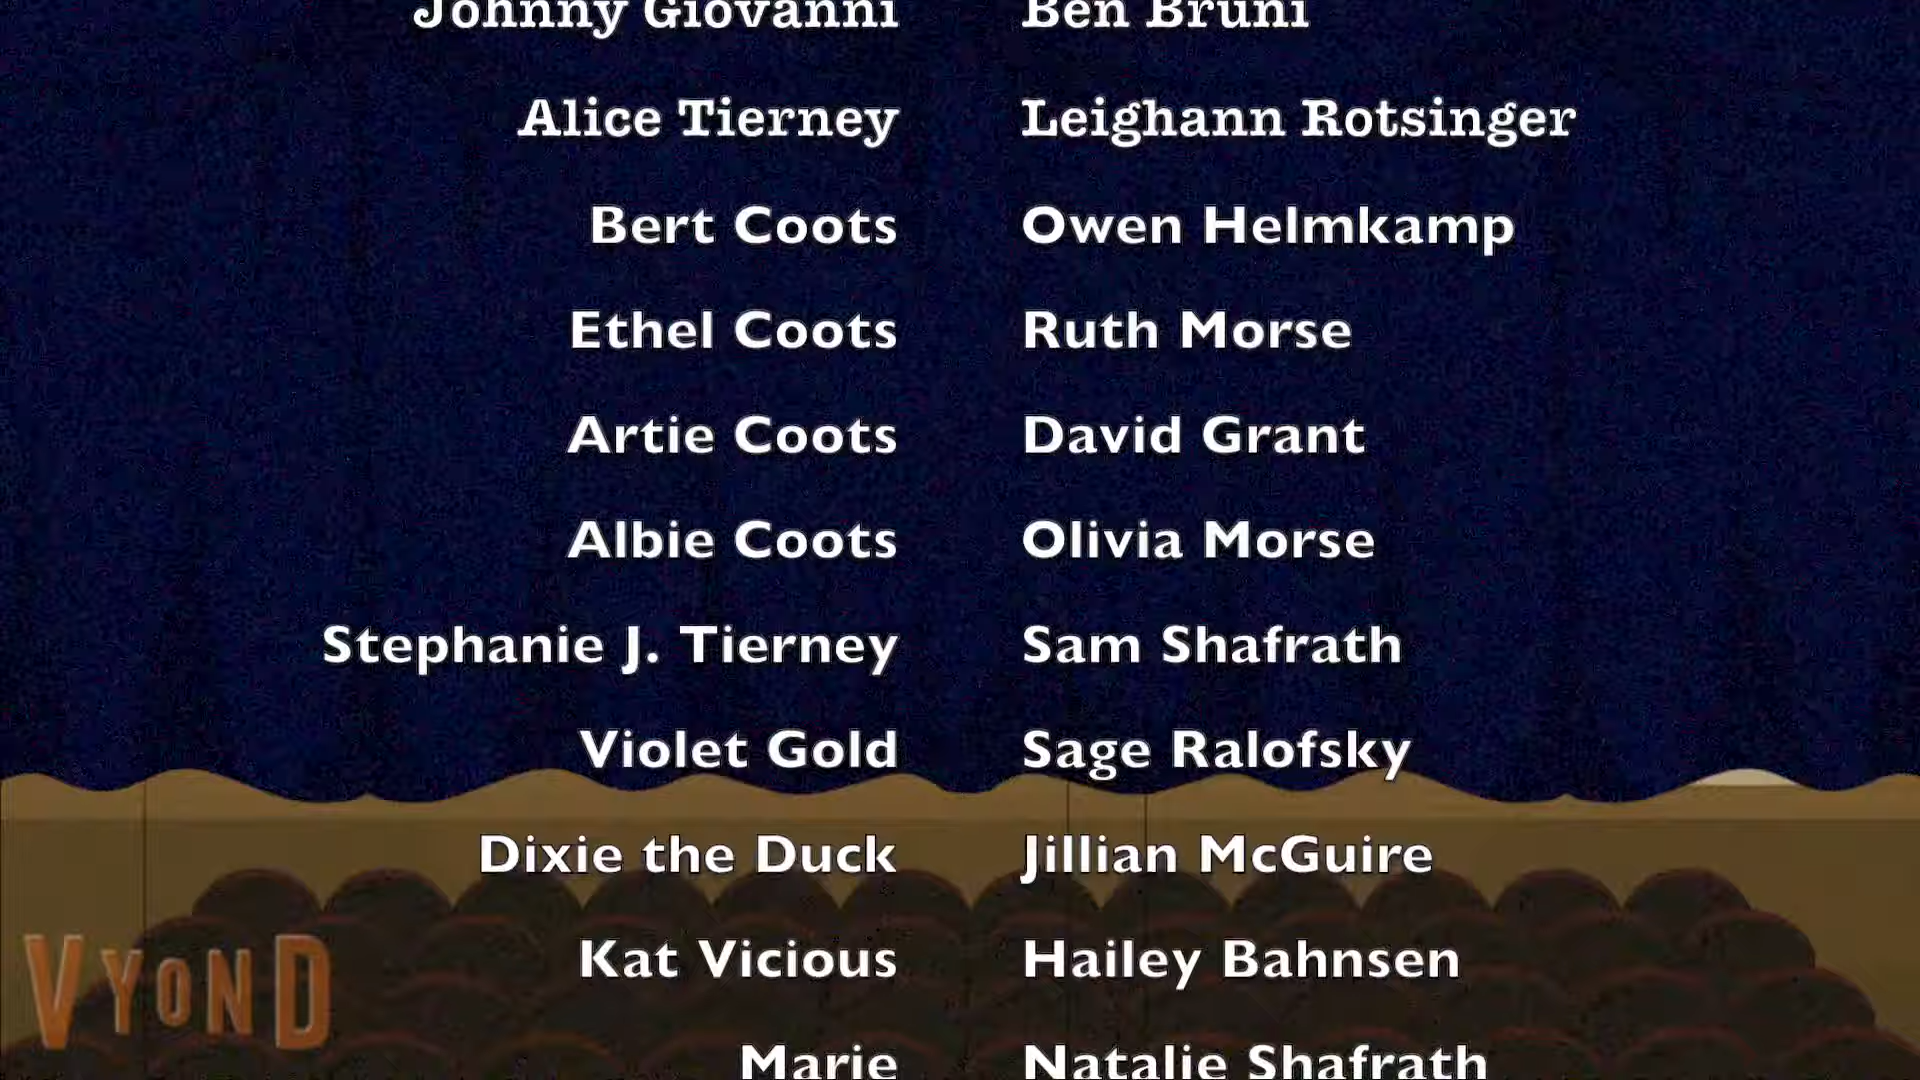 Johnny Giovanni Ben Bruni
Alice Tierney Leighann Rotsinger
Bert Coots Owen Helmkamp
Ethel Coots Ruth Morse
Artie Coots David Grant
Albie Coots Olivia Morse
Stephanie J. Tierney Sam Shafrath
Violet Gold Sage Ralofsky
Dixie the Duck Jillian McGuire
Kat Vicious Hailey Bahnsen
VYOND
Marie Natalie Shafrath